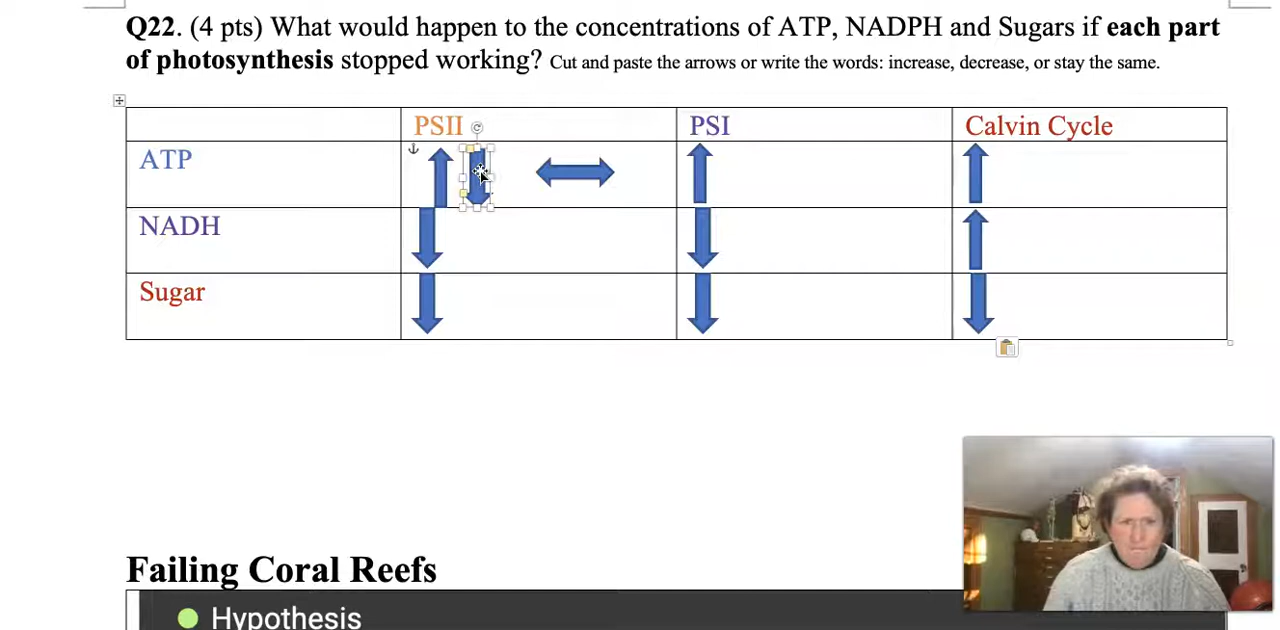 Q22. (4 pts) What would happen to the concentrations of ATP, NADPH and Sugars if each part
of photosynthesis stopped working? Cut and paste the arrows or write the words: increase, decrease, or stay the same.
PSII PSI Calvin Cycle
ATP
NADH
Sugar
Failing Coral Reefs
Hypothesis